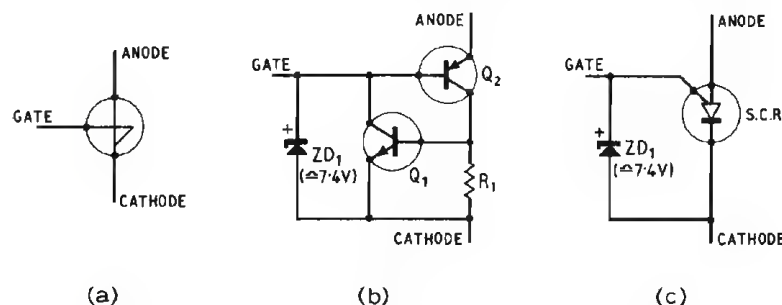 ANODE
GATE
CATHODE
(a)
ANODE
GATE
Q2
+
ZD1
(≏7·4V)
Q1
R1
CATHODE
(b)
ANODE
GATE
S.C.R.
+
ZD1
(≏7·4V)
CATHODE
(c)